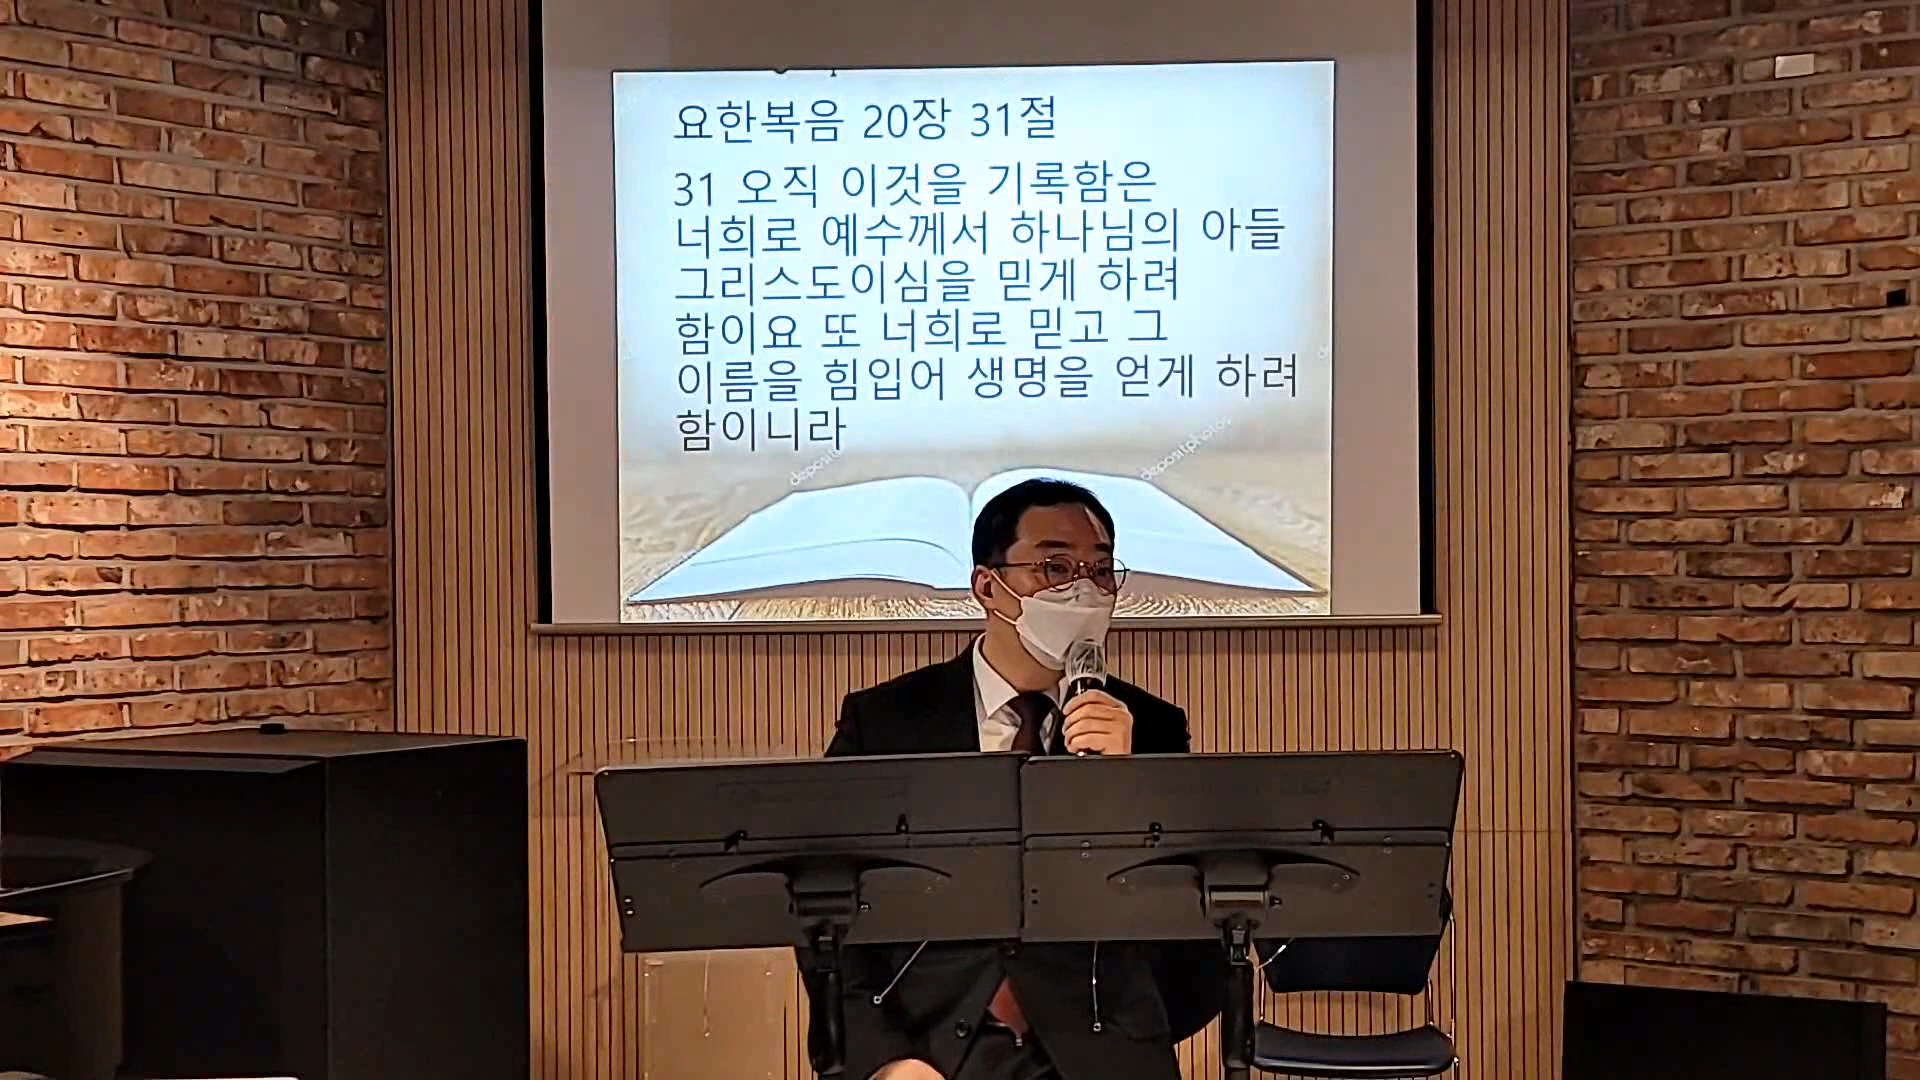 요한복음 20장 31절
31 오직 이것을 기록함은
너희로 예수께서 하나님의 아들
그리스도이심을 믿게 하려
함이요 또 너희로 믿고 그
이름을 힘입어 생명을 얻게 하려
함이니라
depositphotos